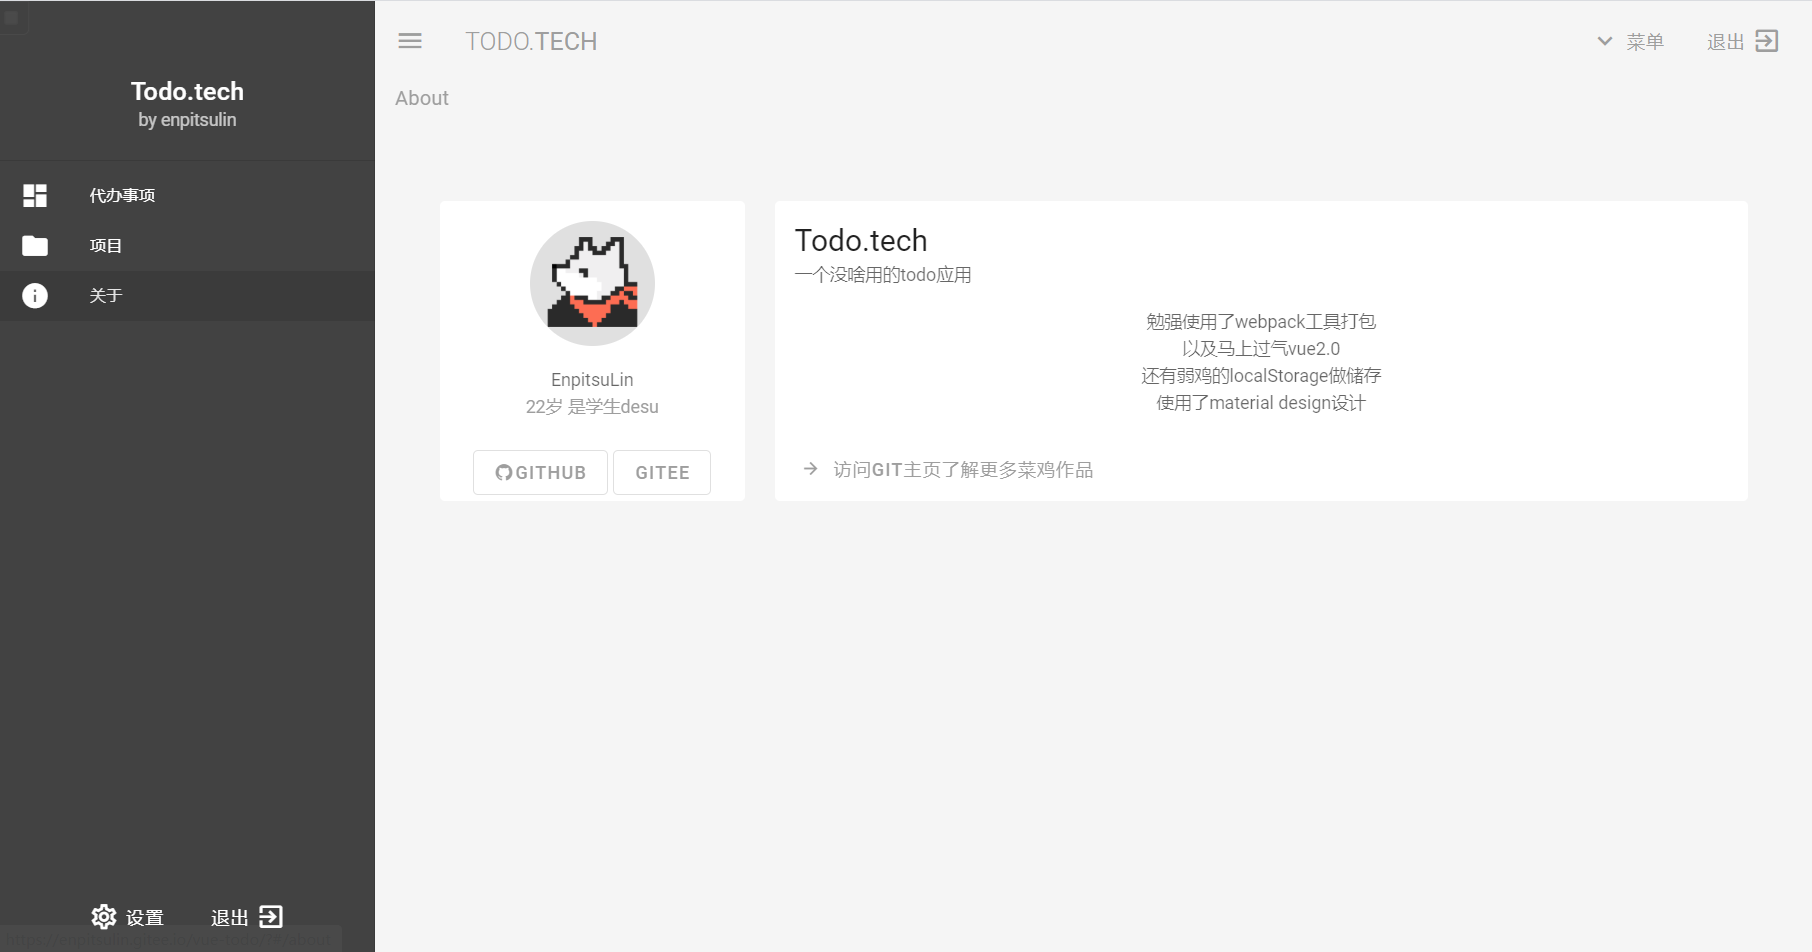 Todo.tech
by enpitsulin
代办事项
项目
关于
设置
退出
TODO.TECH
菜单
退出
About
EnpitsuLin
22岁 是学生desu
GITHUB
GITEE
Todo.tech
一个没啥用的todo应用
勉强使用了webpack工具打包
以及马上过气vue2.0
还有弱鸡的localStorage做储存
使用了material design设计
访问GIT主页了解更多菜鸡作品